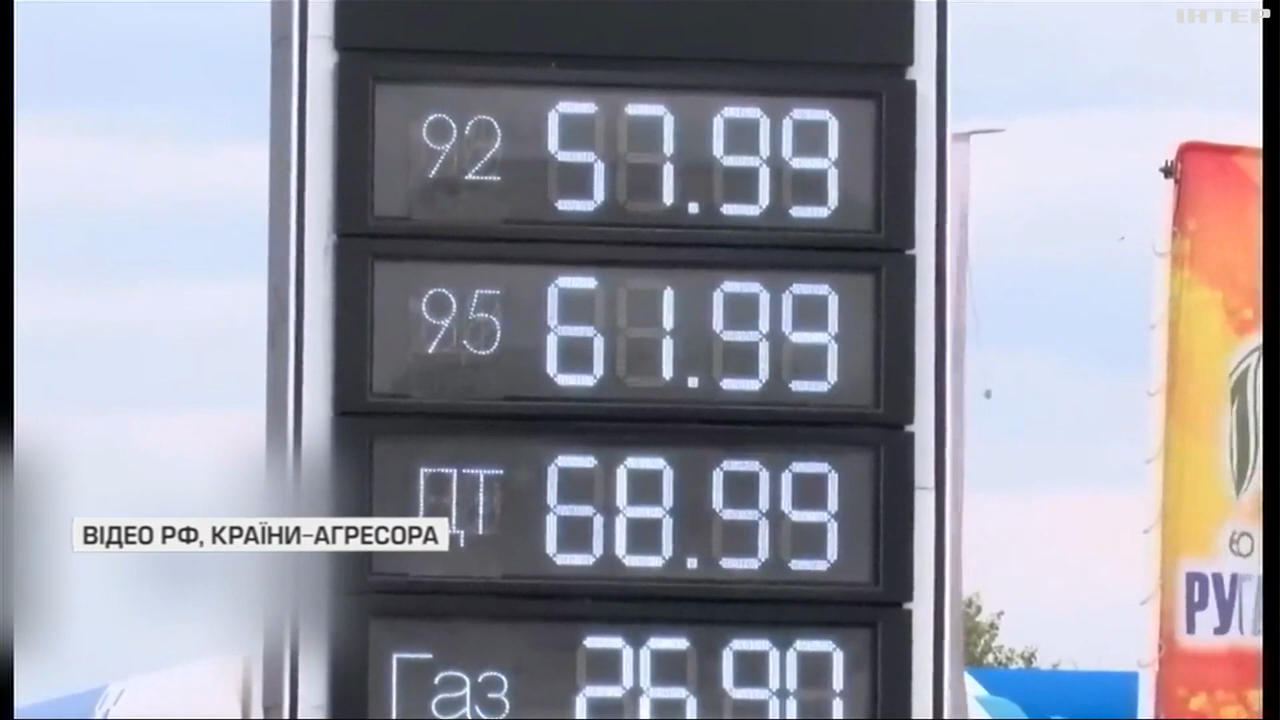 ІНТЕР
92 57.99
95 61.99
ДТ 68.99
ВІДЕО РФ, КРАЇНИ-АГРЕСОРА
Газ 26.90